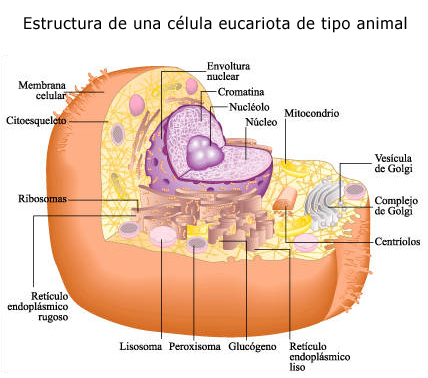 Estructura de una célula eucariota de tipo animal
Envoltura
nuclear
Cromatina
Nucléolo
Núcleo
Mitocondrio
Membrana
celular
Citoesqueleto
Vesícula
de Golgi
Complejo
de Golgi
Centríolos
Ribosomas
Retículo
endoplásmico
rugoso
Lisosoma
Peroxisoma
Glucógeno
Retículo
endoplásmico
liso